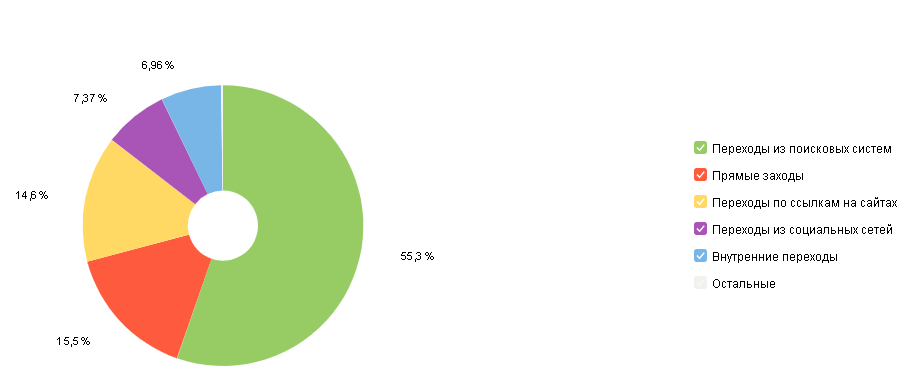 6,96 %
7,37 %
14,6 %
55,3 %
15,5 %
Переходы из поисковых систем
Прямые заходы
Переходы по ссылкам на сайтах
Переходы из социальных сетей
Внутренние переходы
Остальные